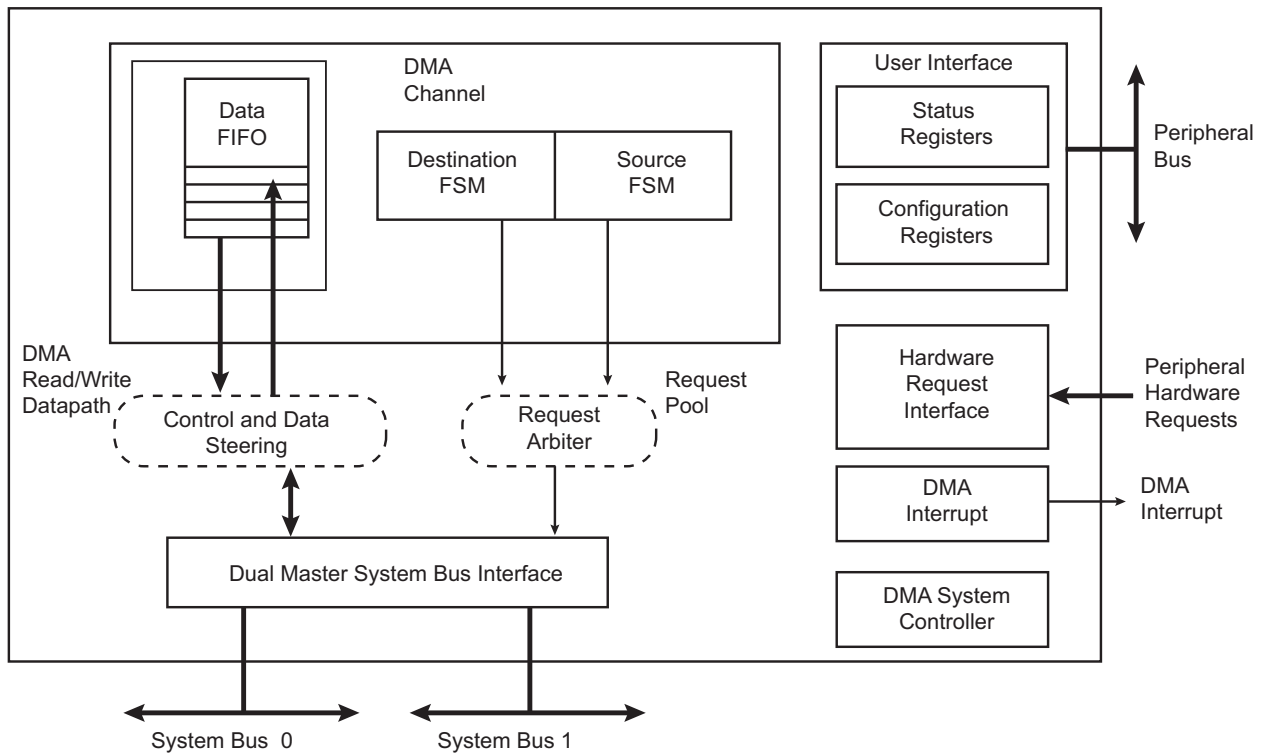 DMA
Channel
Data
FIFO
Destination
FSM
Source
FSM
User Interface
Status
Registers
Configuration
Registers
Peripheral
Bus
DMA
Read/Write
Datapath
Control and Data
Steering
Request
Arbiter
Request
Pool
Hardware
Request
Interface
Peripheral
Hardware
Requests
DMA
Interrupt
DMA
Interrupt
Dual Master System Bus Interface
DMA System
Controller
System Bus 0
System Bus 1